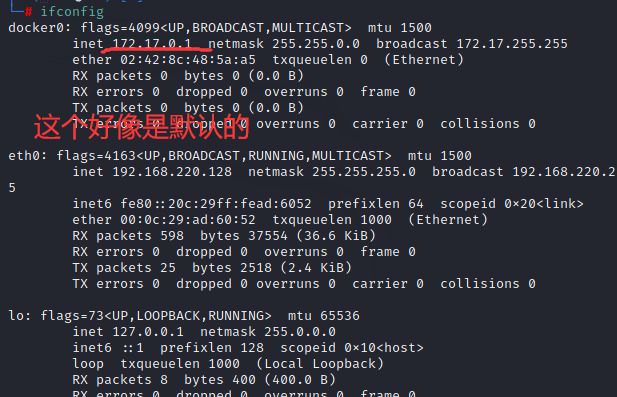 └─# ifconfig
docker0: flags=4099<UP,BROADCAST,MULTICAST>  mtu 1500
inet 172.17.0.1  netmask 255.255.0.0  broadcast 172.17.255.255
ether 02:42:8c:48:5a:a5  txqueuelen 0  (Ethernet)
RX packets 0  bytes 0 (0.0 B)
RX errors 0  dropped 0  overruns 0  frame 0
TX packets 0  bytes 0 (0.0 B)
TX errors 0  dropped 0 overruns 0  carrier 0  collisions 0
这个好像是默认的
eth0: flags=4163<UP,BROADCAST,RUNNING,MULTICAST>  mtu 1500
inet 192.168.220.128  netmask 255.255.255.0  broadcast 192.168.220.2
5
inet6 fe80::20c:29ff:fead:6052  prefixlen 64  scopeid 0×20<link>
ether 00:0c:29:ad:60:52  txqueuelen 1000  (Ethernet)
RX packets 598  bytes 37554 (36.6 KiB)
RX errors 0  dropped 0  overruns 0  frame 0
TX packets 25  bytes 2518 (2.4 KiB)
TX errors 0  dropped 0 overruns 0  carrier 0  collisions 0
lo: flags=73<UP,LOOPBACK,RUNNING>  mtu 65536
inet 127.0.0.1  netmask 255.0.0.0
inet6 ::1  prefixlen 128  scopeid 0×10<host>
loop  txqueuelen 1000  (Local Loopback)
RX packets 8  bytes 400 (400.0 B)
RX errors 0  dropped 0  overruns 0  frame 0